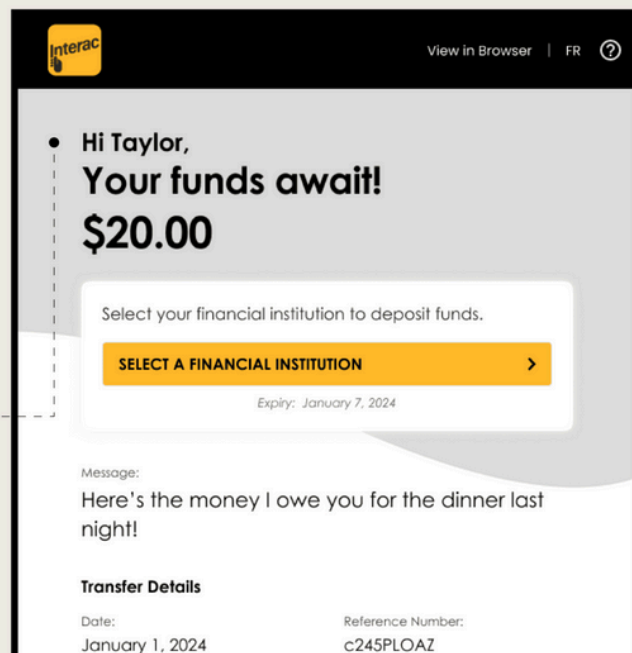 Interac
View in Browser | FR ?
Hi Taylor,
Your funds await!
$20.00
Select your financial institution to deposit funds.
SELECT A FINANCIAL INSTITUTION
Expiry: January 7, 2024
Message:
Here's the money I owe you for the dinner last
night!
Transfer Details
Date: Reference Number:
January 1, 2024 c245PLOAZ